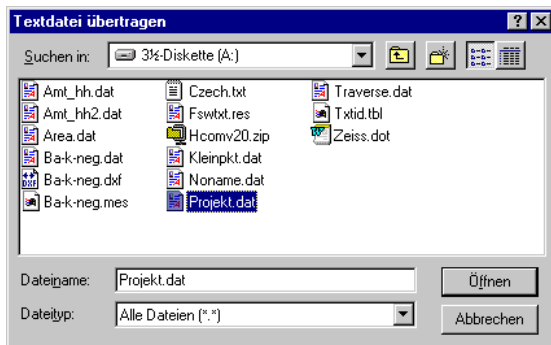 Textdatei übertragen
Suchen in: 3½-Diskette (A:)
Amt_hh.dat
Amt_hh2.dat
Area.dat
Ba-k-neg.dat
Ba-k-neg.dxf
Ba-k-neg.mes
Czech.txt
Fswtxt.res
Hcomv20.zip
Kleinpkt.dat
Noname.dat
Projekt.dat
Traverse.dat
Txtid.tbl
Zeiss.dot
Dateiname: Projekt.dat
Öffnen
Dateityp: Alle Dateien (*.*)
Abbrechen